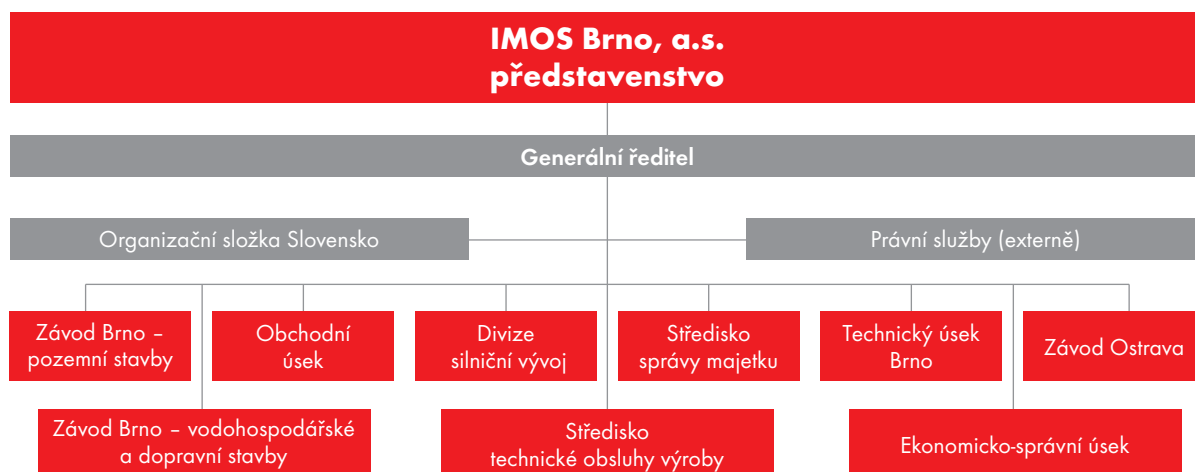 IMOS Brno, a.s.
představenstvo
Generální ředitel
Organizační složka Slovensko
Právní služby (externě)
Závod Brno –
pozemní stavby
Obchodní
úsek
Divize
silniční vývoj
Středisko
správy majetku
Technický úsek
Brno
Závod Ostrava
Závod Brno – vodohospodářské
a dopravní stavby
Středisko
technické obsluhy výroby
Ekonomicko-správní úsek